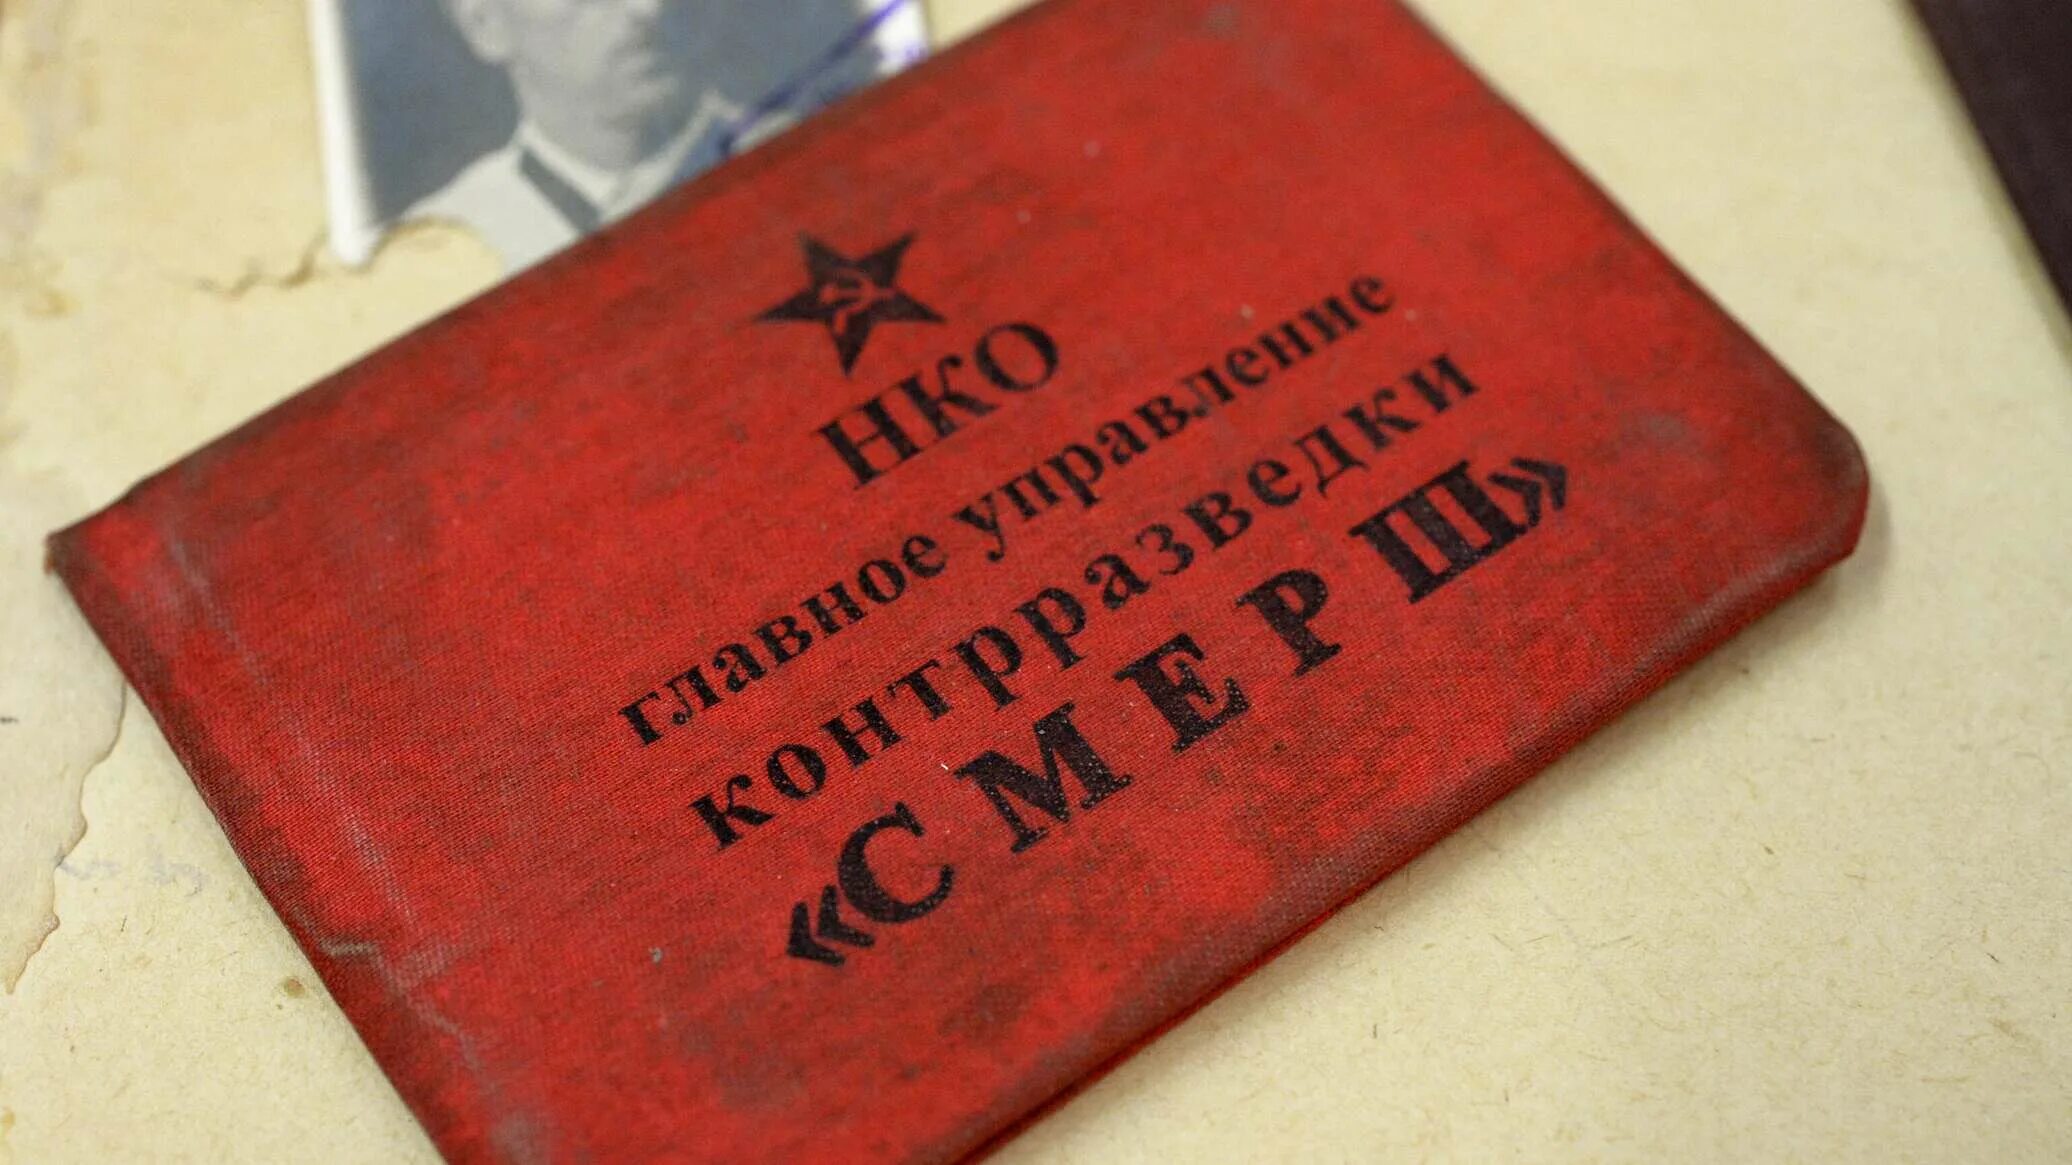 НКО
главное управление
контрразведки
«СМЕРШ»